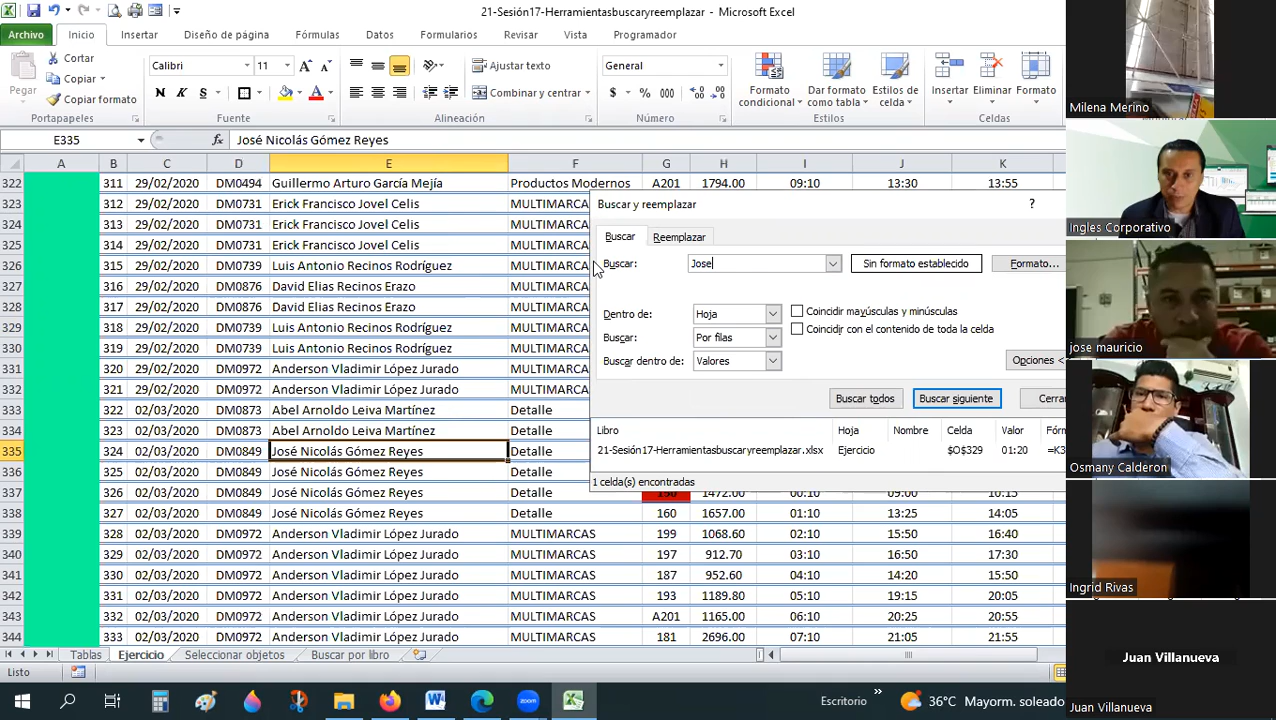 21-Sesión17-Herramientasbuscaryreemplazar - Microsoft Excel
Archivo Inicio Insertar Diseño de página Fórmulas Datos Formularios Revisar Vista Programador
Pegar Cortar Copiar Copiar formato
Calibri 11 N K S
Ajustar texto Combinar y centrar
General $ % 000
Formato condicional Dar formato como tabla Estilos de celda
Insertar Eliminar Formato
Portapapeles Fuente Alineación Número Estilos Celdas
E335 fx José Nicolás Gómez Reyes
A B C D E F G H I J K
322 311 29/02/2020 DM0494 Guillermo Arturo García Mejía Productos Modernos A201 1794.00 09:10 13:30 13:55
323 312 29/02/2020 DM0731 Erick Francisco Jovel Celis MULTIMARCA
324 313 29/02/2020 DM0731 Erick Francisco Jovel Celis MULTIMARCA
325 314 29/02/2020 DM0731 Erick Francisco Jovel Celis MULTIMARCA
326 315 29/02/2020 DM0739 Luis Antonio Recinos Rodríguez MULTIMARCA
327 316 29/02/2020 DM0876 David Elias Recinos Erazo MULTIMARCA
328 317 29/02/2020 DM0876 David Elias Recinos Erazo MULTIMARCA
329 318 29/02/2020 DM0739 Luis Antonio Recinos Rodríguez MULTIMARCA
330 319 29/02/2020 DM0739 Luis Antonio Recinos Rodríguez MULTIMARCA
331 320 29/02/2020 DM0972 Anderson Vladimir López Jurado MULTIMARCA
332 321 29/02/2020 DM0972 Anderson Vladimir López Jurado MULTIMARCA
333 322 02/03/2020 DM0873 Abel Arnoldo Leiva Martínez Detalle
334 323 02/03/2020 DM0873 Abel Arnoldo Leiva Martínez Detalle
335 324 02/03/2020 DM0849 José Nicolás Gómez Reyes Detalle
336 325 02/03/2020 DM0849 José Nicolás Gómez Reyes Detalle
337 326 02/03/2020 DM0849 José Nicolás Gómez Reyes Detalle
338 327 02/03/2020 DM0849 José Nicolás Gómez Reyes Detalle 160 1657.00 01:10 13:25 14:05
339 328 02/03/2020 DM0972 Anderson Vladimir López Jurado MULTIMARCAS 199 1068.60 02:10 15:50 16:40
340 329 02/03/2020 DM0972 Anderson Vladimir López Jurado MULTIMARCAS 197 912.70 03:10 16:50 17:30
341 330 02/03/2020 DM0972 Anderson Vladimir López Jurado MULTIMARCAS 187 952.60 04:10 14:20 15:50
342 331 02/03/2020 DM0972 Anderson Vladimir López Jurado MULTIMARCAS 193 1189.80 05:10 19:15 20:05
343 332 02/03/2020 DM0972 Anderson Vladimir López Jurado MULTIMARCAS A201 1165.00 06:10 20:25 20:55
344 333 02/03/2020 DM0972 Anderson Vladimir López Jurado MULTIMARCAS 181 2696.00 07:10 21:05 21:55
Buscar y reemplazar ?
Buscar Reemplazar
Buscar: Jose Sin formato establecido Formato...
Dentro de: Hoja Coincidir mayúsculas y minúsculas
Buscar: Por filas Coincidir con el contenido de toda la celda
Buscar dentro de: Valores Opciones <
Buscar todos Buscar siguiente Cerrar
Libro Hoja Nombre Celda Valor Fórm
21-Sesión17-Herramientasbuscaryreemplazar.xlsx Ejercicio $O$329 01:20 =K3
1 celda(s) encontradas
Tablas Ejercicio Seleccionar objetos Buscar por libro
Listo
zoom Escritorio » 36°C Mayorm. soleado
Milena Merino
Ingles Corporativo
jose mauricio
Osmany Calderon
Ingrid Rivas
Juan Villanueva
Juan Villanueva